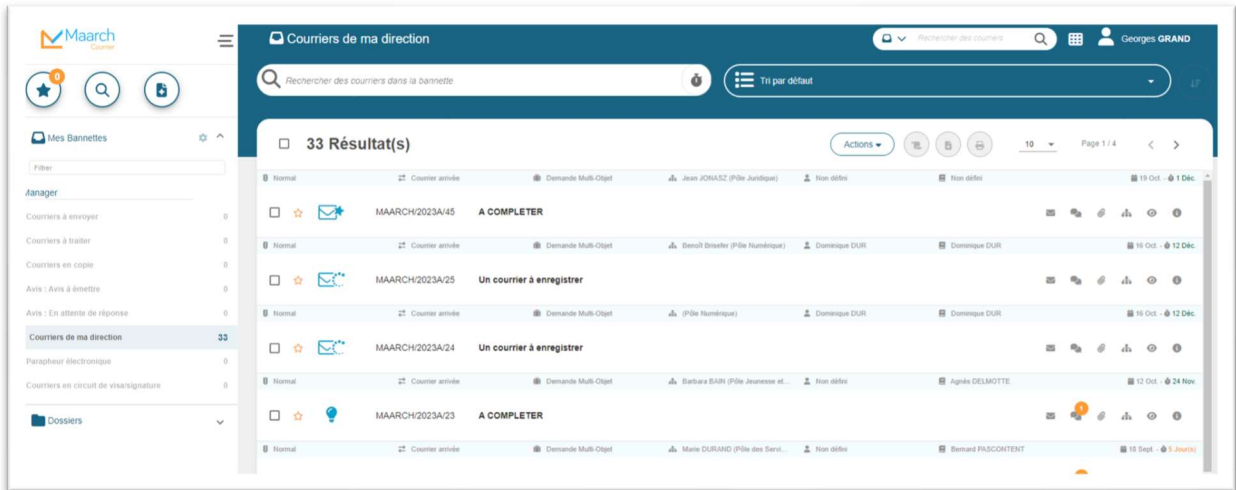 Maarch
Courrier
Courriers de ma direction
Rechercher des courriers
Georges GRAND
0
Rechercher des courriers dans la bannette
Tri par défaut
Mes Bannettes
Filtrer
Manager
Courriers à envoyer 0
Courriers à traiter 0
Courriers en copie 0
Avis : Avis à émettre 0
Avis : En attente de réponse 0
Courriers de ma direction 33
Parapheur électronique 0
Courriers en circuit de visa/signature 0
Dossiers
33 Résultat(s)
Actions
10
Page 1 / 4
Normal Courrier arrivée Demande Multi-Objet Jean JONASZ (Pôle Juridique) Non défini Non défini 19 Oct. - 1 Déc.
MAARCH/2023A/45 A COMPLETER
Normal Courrier arrivée Demande Multi-Objet Benoît Brisefer (Pôle Numérique) Dominique DUR Dominique DUR 16 Oct. - 12 Déc.
MAARCH/2023A/25 Un courrier à enregistrer
Normal Courrier arrivée Demande Multi-Objet (Pôle Numérique) Dominique DUR Dominique DUR 16 Oct. - 12 Déc.
MAARCH/2023A/24 Un courrier à enregistrer
Normal Courrier arrivée Demande Multi-Objet Barbara BAIN (Pôle Jeunesse et... Non défini Agnès DELMOTTE 12 Oct. - 24 Nov.
MAARCH/2023A/23 A COMPLETER 1
Normal Courrier arrivée Demande Multi-Objet Marie DURAND (Pôle des Servi... Non défini Bernard PASCONTENT 18 Sept. - 5 Jour(s)